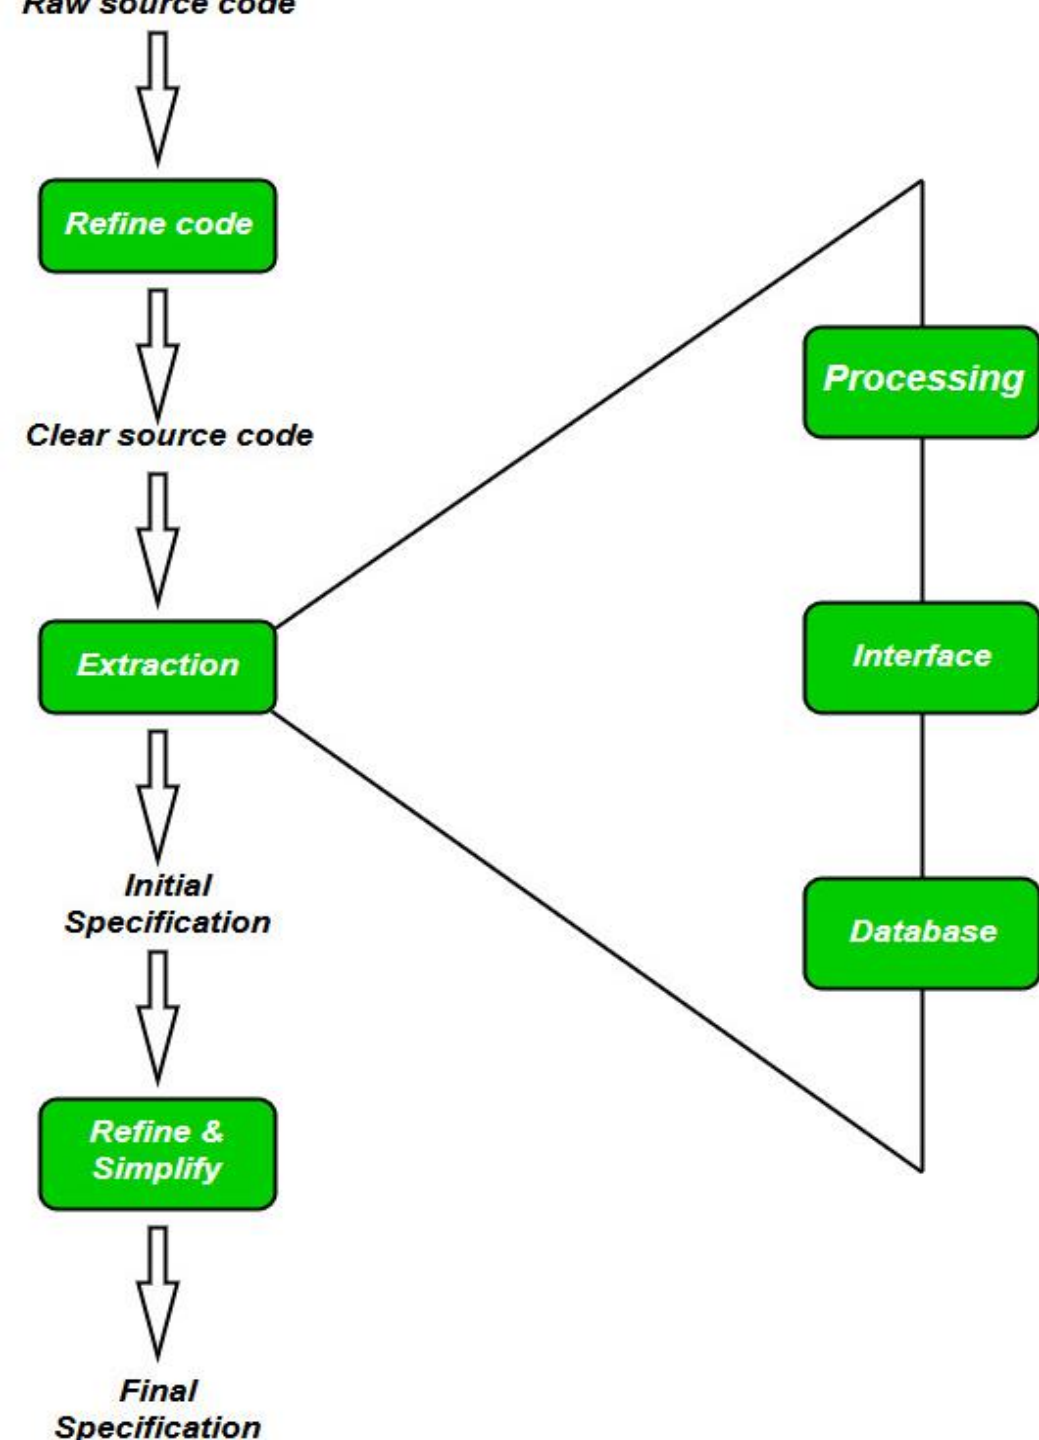 Raw source code
Refine code
Clear source code
Extraction
Initial
Specification
Refine &
Simplify
Final
Specification
Processing
Interface
Database